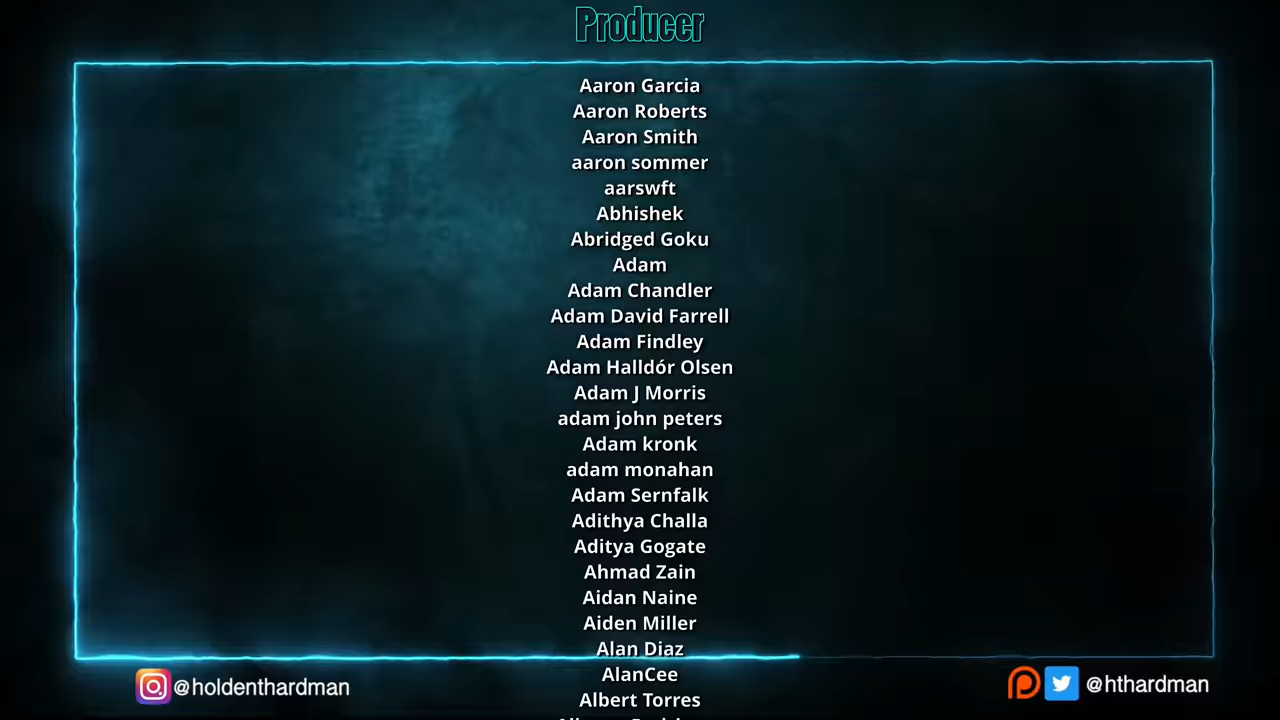 Producer
Aaron Garcia
Aaron Roberts
Aaron Smith
aaron sommer
aarswft
Abhishek
Abridged Goku
Adam
Adam Chandler
Adam David Farrell
Adam Findley
Adam Halldór Olsen
Adam J Morris
adam john peters
Adam kronk
adam monahan
Adam Sernfalk
Adithya Challa
Aditya Gogate
Ahmad Zain
Aidan Naine
Aiden Miller
Alan Diaz
AlanCee
Albert Torres
@holdenthardman
@hthardman